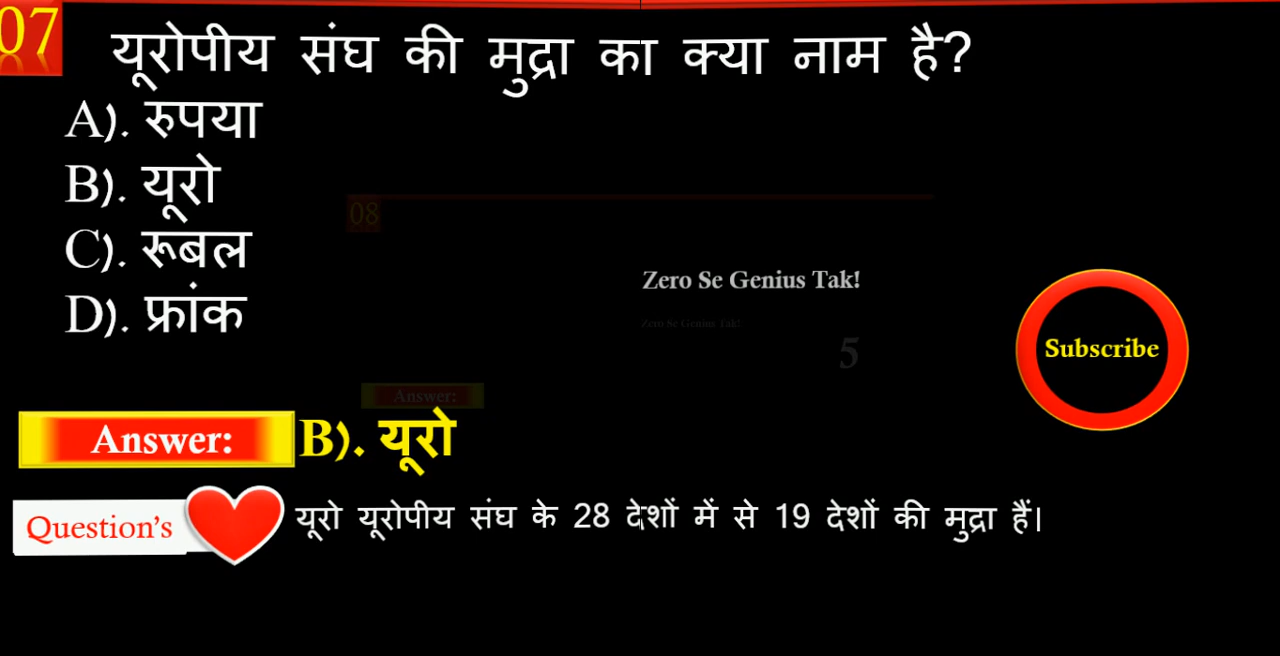 07
यूरोपीय संघ की मुद्रा का क्या नाम है?
A). रुपया
B). यूरो
C). रूबल
D). फ्रांक
08
Zero Se Genius Tak!
Zero Se Genius Tak!
5
Subscribe
Answer:
Answer: B). यूरो
Question's यूरो यूरोपीय संघ के 28 देशों में से 19 देशों की मुद्रा हैं।